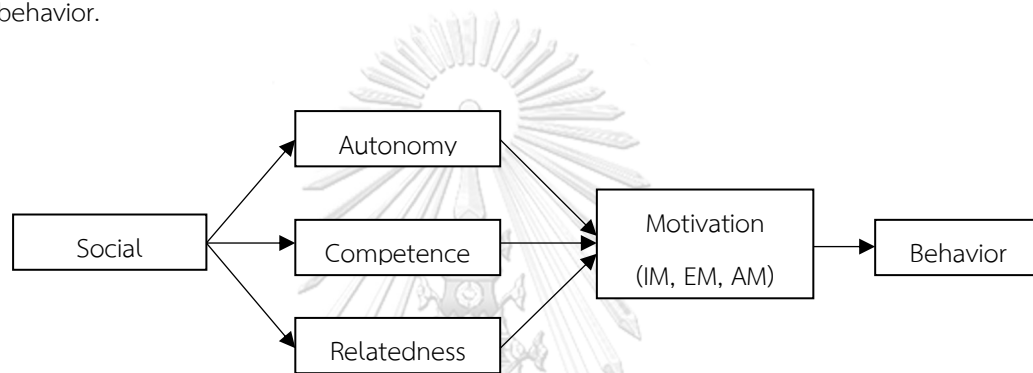 behavior.
Autonomy
Social
Competence
Relatedness
Motivation
(IM, EM, AM)
Behavior